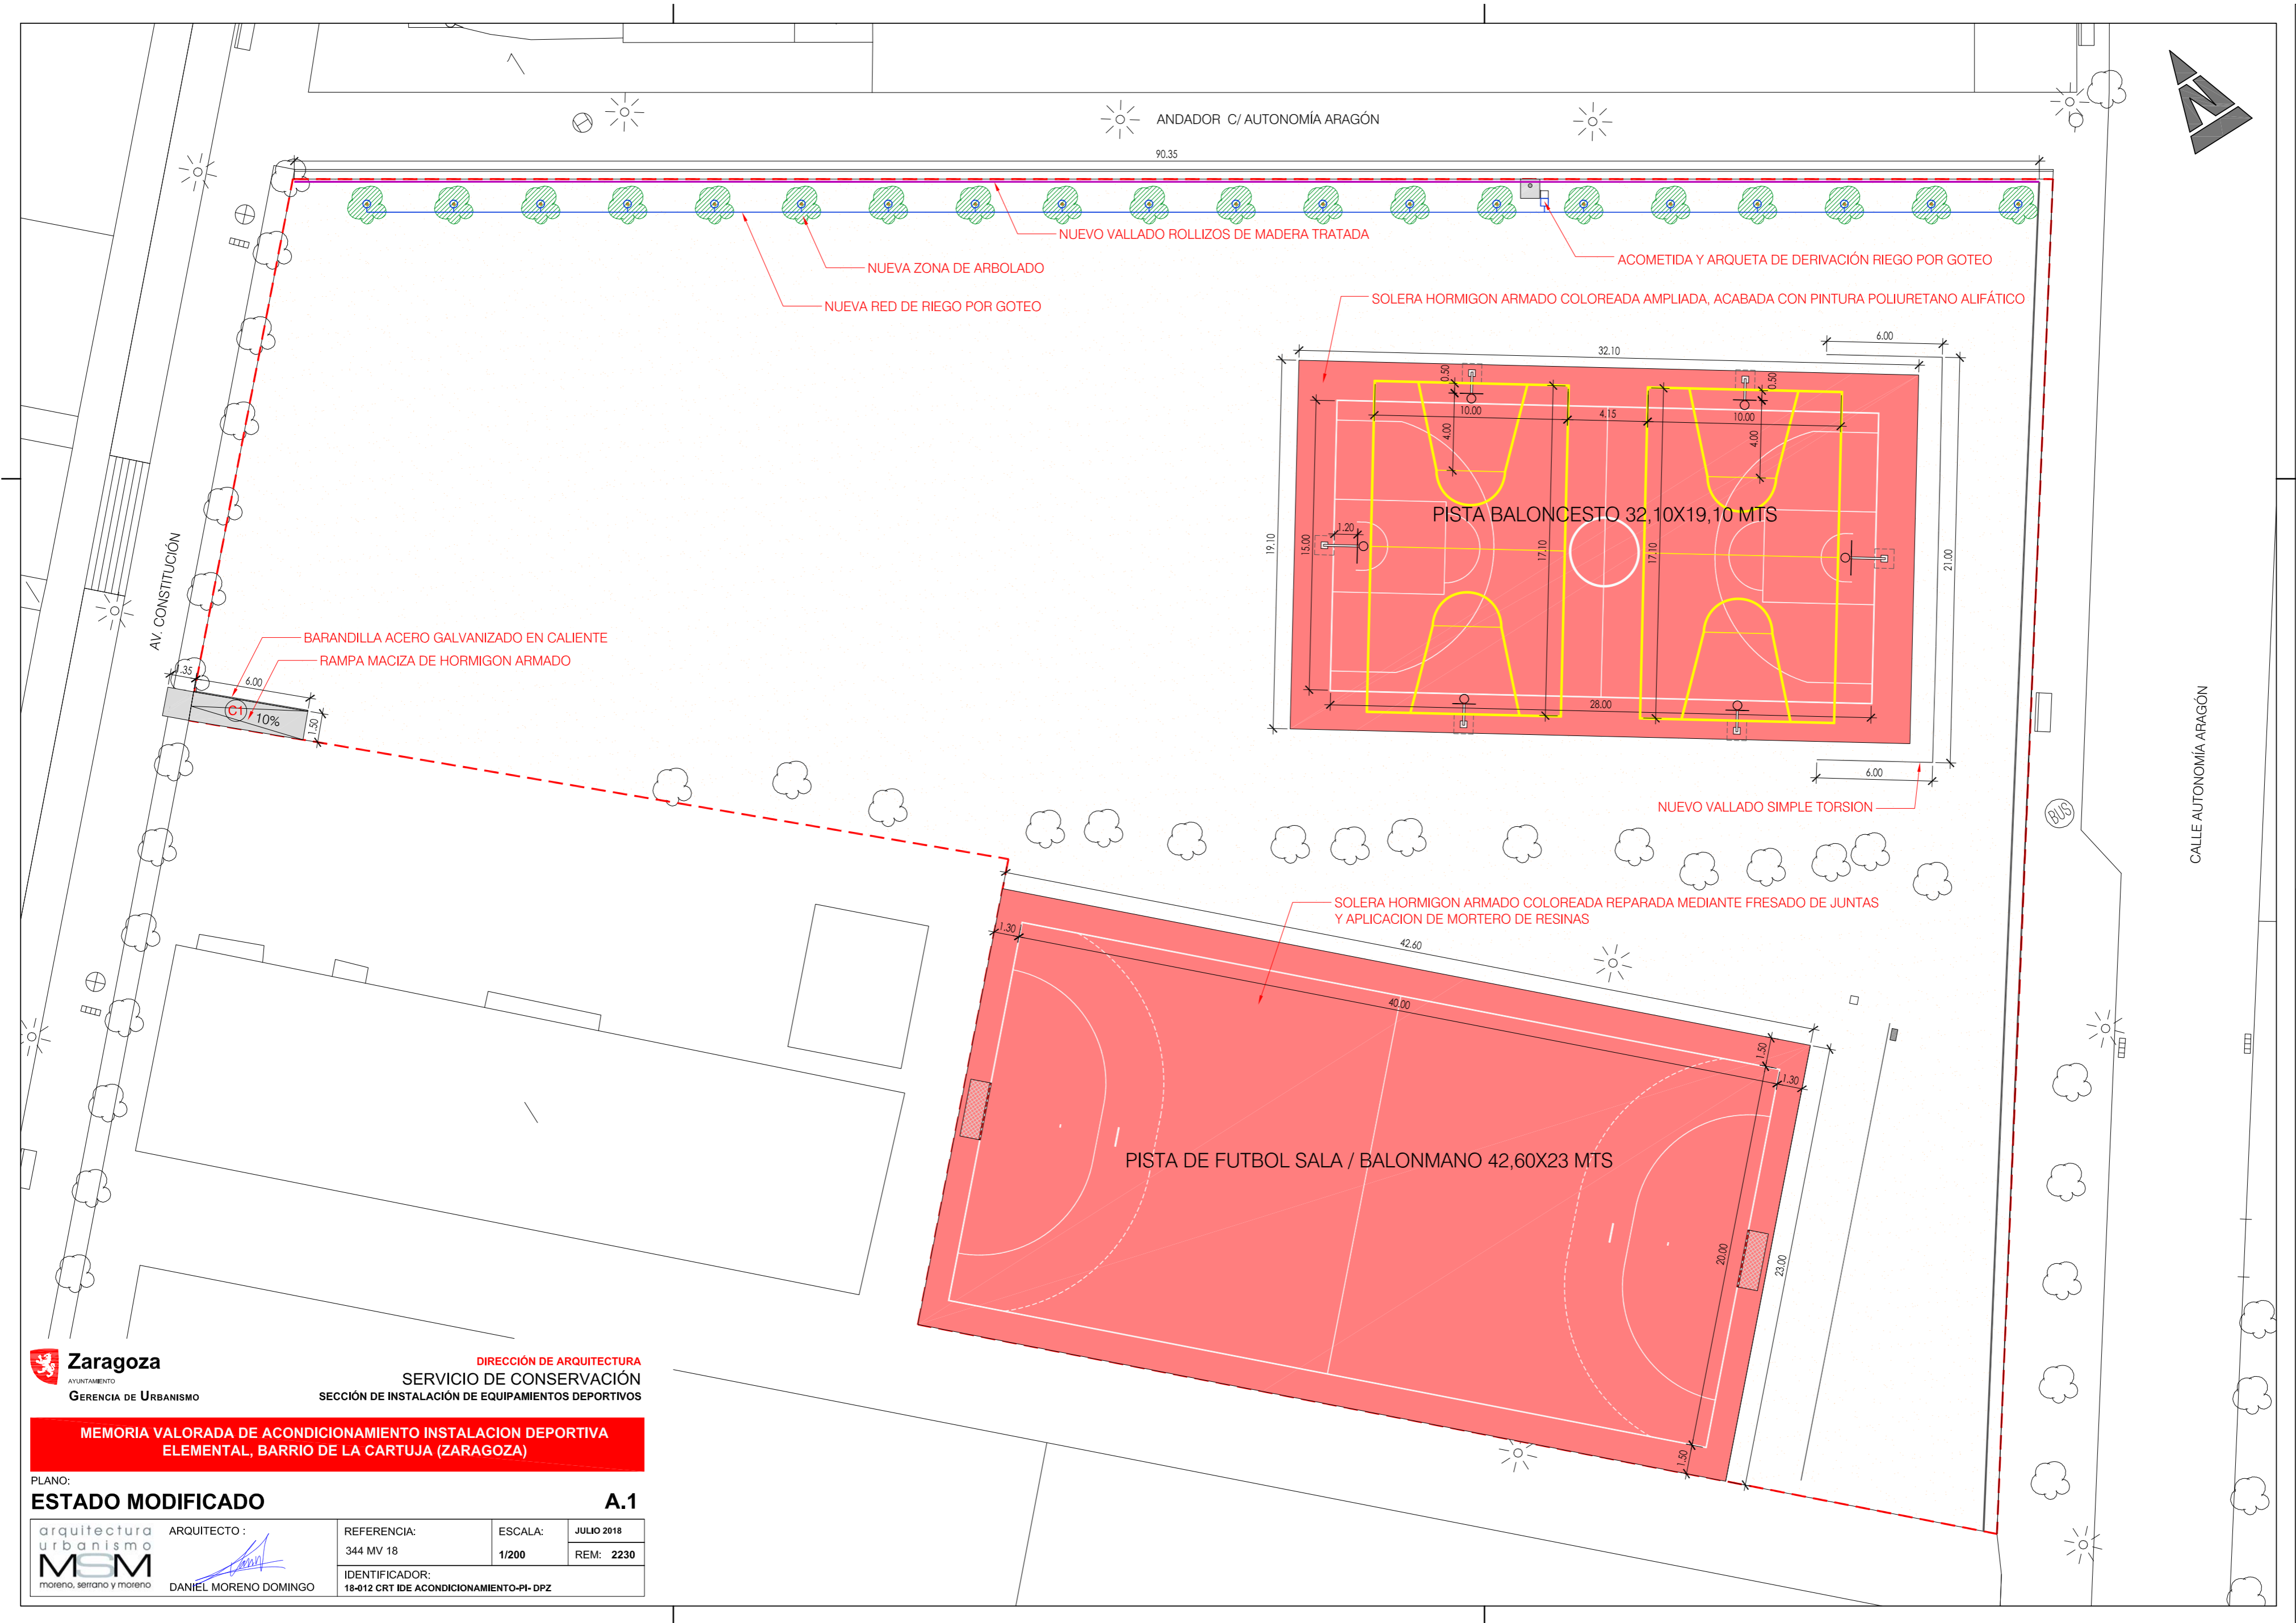 ANDADOR C/ AUTONOMÍA ARAGÓN
90.35
NUEVO VALLADO ROLLIZOS DE MADERA TRATADA
NUEVA ZONA DE ARBOLADO
NUEVA RED DE RIEGO POR GOTEO
ACOMETIDA Y ARQUETA DE DERIVACIÓN RIEGO POR GOTEO
SOLERA HORMIGON ARMADO COLOREADA AMPLIADA, ACABADA CON PINTURA POLIURETANO ALIFÁTICO
N
6.00
32.10
0.50
0.50
10.00
4.15
10.00
4.00
4.00
PISTA BALONCESTO 32,10X19,10 MTS
1.20
19.10
15.00
17.10
17.10
21.00
28.00
6.00
NUEVO VALLADO SIMPLE TORSION
AV. CONSTITUCIÓN
BARANDILLA ACERO GALVANIZADO EN CALIENTE
RAMPA MACIZA DE HORMIGON ARMADO
1.35
6.00
C1
10%
1.50
BUS
CALLE AUTONOMÍA ARAGÓN
SOLERA HORMIGON ARMADO COLOREADA REPARADA MEDIANTE FRESADO DE JUNTAS
Y APLICACION DE MORTERO DE RESINAS
1.30
42.60
40.00
1.50
1.30
PISTA DE FUTBOL SALA / BALONMANO 42,60X23 MTS
20.00
23.00
1.50
Zaragoza
AYUNTAMIENTO
GERENCIA DE URBANISMO
DIRECCIÓN DE ARQUITECTURA
SERVICIO DE CONSERVACIÓN
SECCIÓN DE INSTALACIÓN DE EQUIPAMIENTOS DEPORTIVOS
MEMORIA VALORADA DE ACONDICIONAMIENTO INSTALACION DEPORTIVA
ELEMENTAL, BARRIO DE LA CARTUJA (ZARAGOZA)
PLANO:
ESTADO MODIFICADO A.1
arquitectura
urbanismo
MSM
moreno, serrano y moreno
ARQUITECTO :
DANIEL MORENO DOMINGO
REFERENCIA:
344 MV 18
ESCALA:
1/200
JULIO 2018
REM: 2230
IDENTIFICADOR:
18-012 CRT IDE ACONDICIONAMIENTO-PI- DPZ